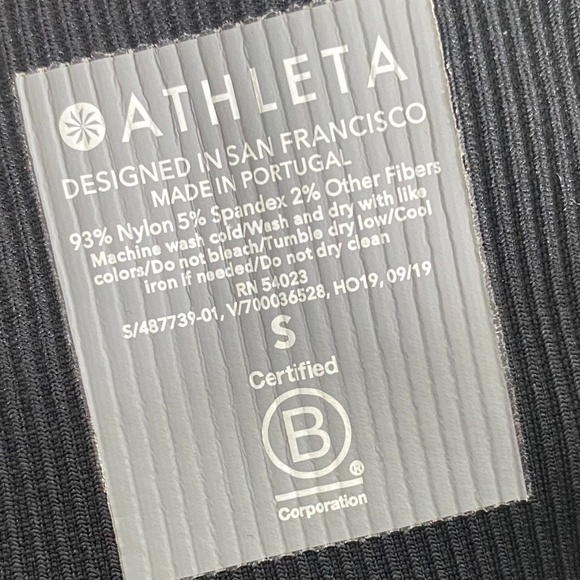 ATHLETA
DESIGNED IN SAN FRANCISCO
MADE IN PORTUGAL
93% Nylon 5% Spandex 2% Other Fibers
Machine wash cold/Wash and dry with like
colors/Do not bleach/Tumble dry low/Cool
iron if needed/Do not dry clean
RN 54023
S/487739-01, V/700036528, HO19, 09/19
S
Certified
B
®
Corporation